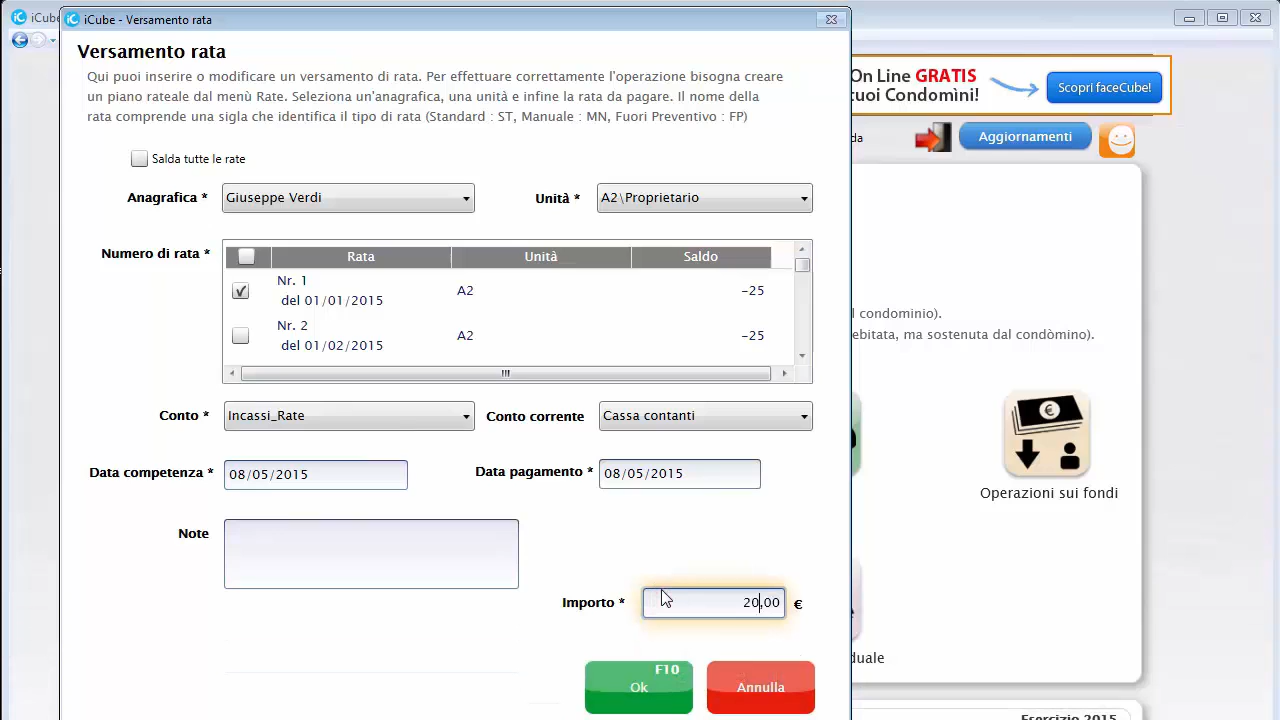 iCube
iCube - Versamento rata
Versamento rata
Qui puoi inserire o modificare un versamento di rata. Per effettuare correttamente l'operazione bisogna creare
un piano rateale dal menù Rate. Seleziona un'anagrafica, una unità e infine la rata da pagare. Il nome della
rata comprende una sigla che identifica il tipo di rata (Standard : ST, Manuale : MN, Fuori Preventivo : FP)
On Line GRATIS
tuoi Condomìni!
Scopri faceCube!
Aggiornamenti
Salda tutte le rate
Anagrafica *
Giuseppe Verdi
Unità *
A2\Proprietario
Numero di rata *
Rata Unità Saldo
Nr. 1
del 01/01/2015
A2
-25
Nr. 2
del 01/02/2015
A2
-25
l condominio).
ebitata, ma sostenuta dal condòmino).
Conto *
Incassi_Rate
Conto corrente
Cassa contanti
Data competenza *
08/05/2015
Data pagamento *
08/05/2015
Operazioni sui fondi
Note
Importo *
20,00
€
duale
F10
Ok
Annulla
Esercizio 2015